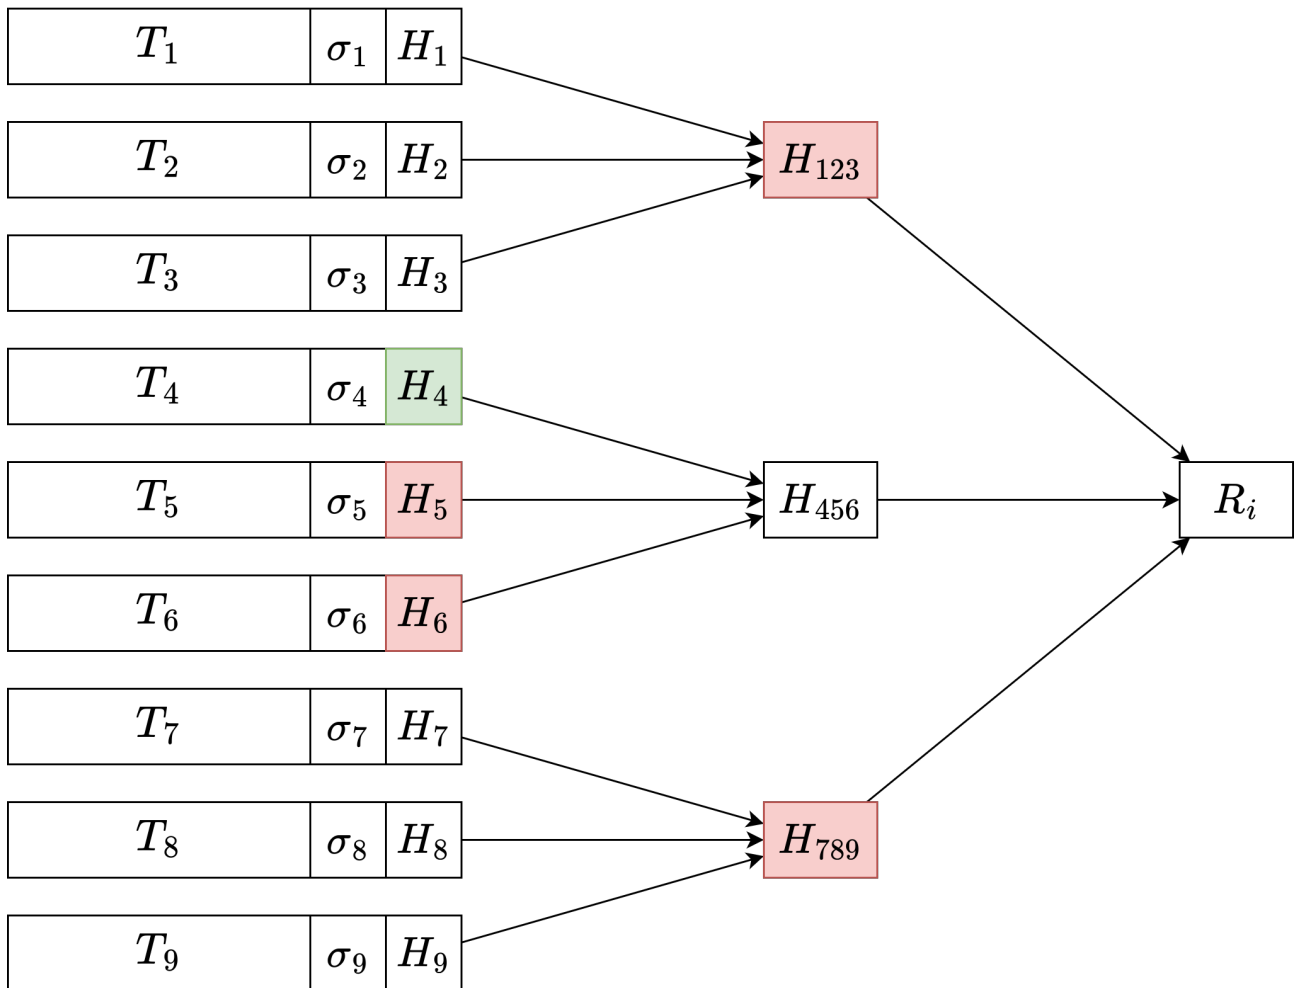 T₁ σ₁ H₁
T₂ σ₂ H₂ H₁₂₃
T₃ σ₃ H₃
T₄ σ₄ H₄
T₅ σ₅ H₅ H₄₅₆ Rᵢ
T₆ σ₆ H₆
T₇ σ₇ H₇
T₈ σ₈ H₈ H₇₈₉
T₉ σ₉ H₉